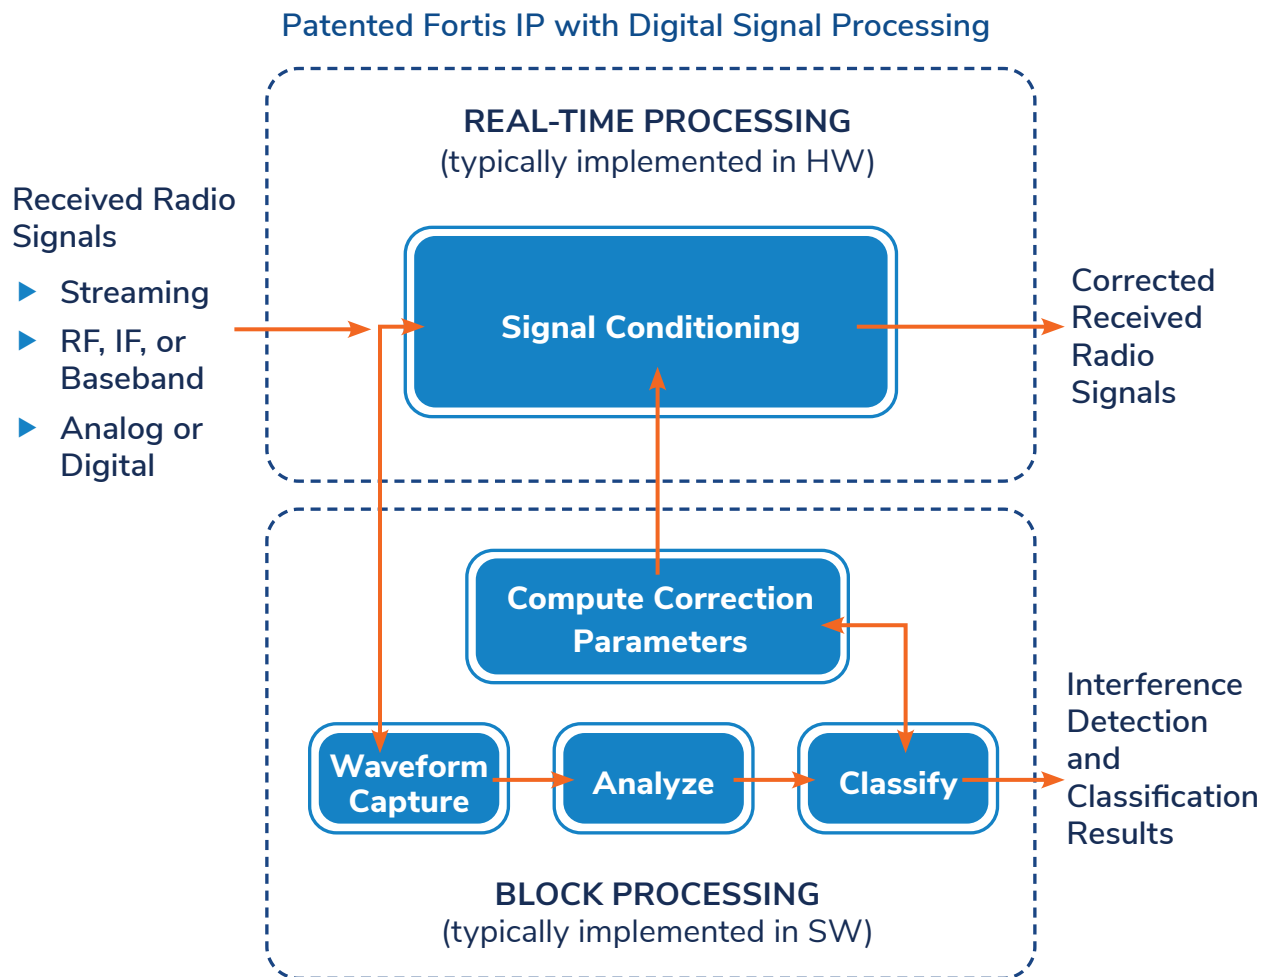 Patented Fortis IP with Digital Signal Processing
REAL-TIME PROCESSING
(typically implemented in HW)
Received Radio
Signals
Streaming
RF, IF, or
Baseband
Analog or
Digital
Signal Conditioning
Corrected
Received
Radio
Signals
Compute Correction
Parameters
Waveform
Capture
Analyze
Classify
Interference
Detection
and
Classification
Results
BLOCK PROCESSING
(typically implemented in SW)